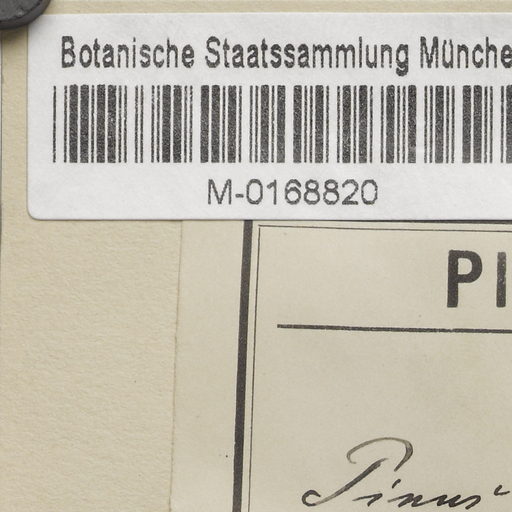 Botanische Staatssammlung Münche
M-0168820
Pl
Pinus